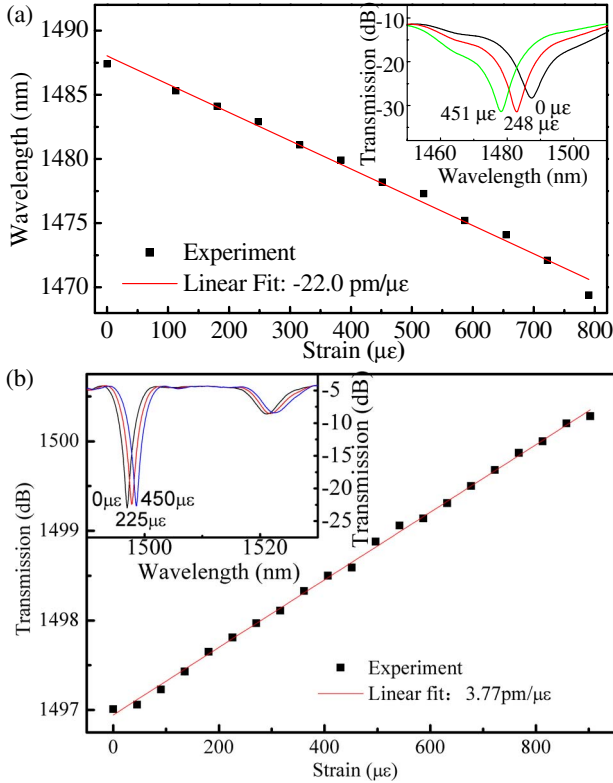 (a)
1490
1485
1480
1475
1470
Wavelength (nm)
0 100 200 300 400 500 600 700 800
Strain (με)
Experiment
Linear Fit: -22.0 pm/με
-10
-20
-30
Transmission (dB)
451 με
248 με
0 με
1460 1480 1500
Wavelength (nm)
(b)
1500
1499
1498
1497
Transmission (dB)
0 200 400 600 800
Strain (με)
Experiment
Linear fit: 3.77pm/με
-5
-10
-15
-20
-25
Transmission (dB)
0με 450με
225με
1500 1520
Wavelength (nm)